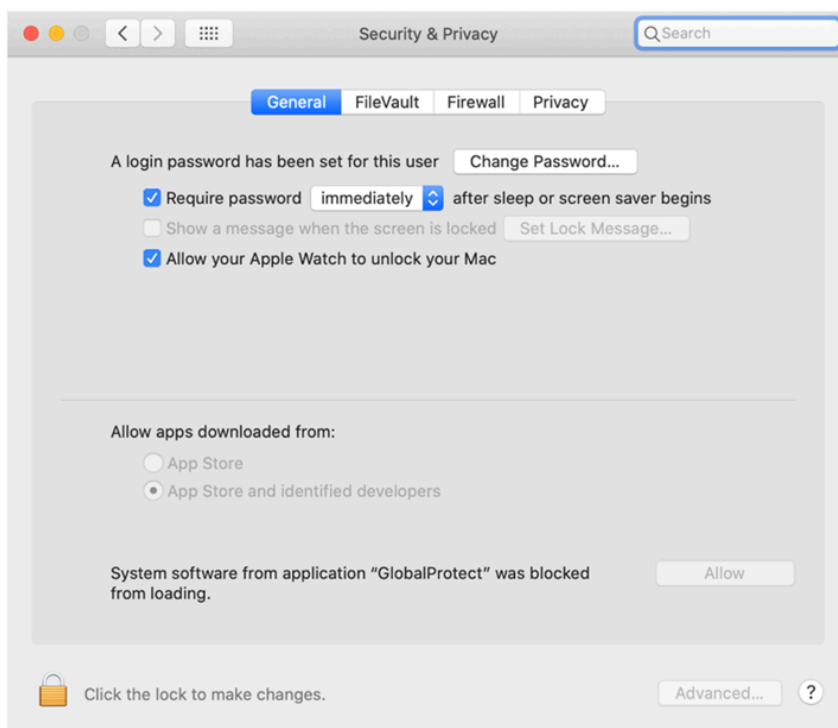 Security & Privacy
Search
General FileVault Firewall Privacy
A login password has been set for this user Change Password...
Require password immediately after sleep or screen saver begins
Show a message when the screen is locked Set Lock Message...
Allow your Apple Watch to unlock your Mac
Allow apps downloaded from:
App Store
App Store and identified developers
System software from application “GlobalProtect” was blocked Allow
from loading.
Click the lock to make changes. Advanced... ?